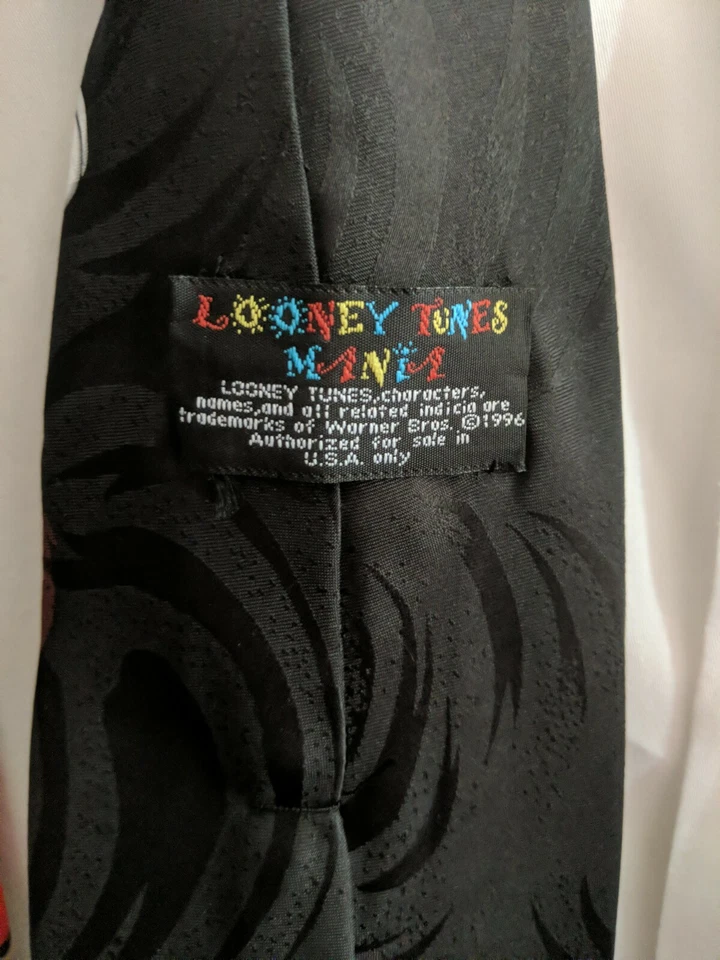 LOONEY TUNES
MANIA
LOONEY TUNES, characters,
names, and all related indicia are
trademarks of Warner Bros. ©1996
Authorized for sale in
U.S.A. only